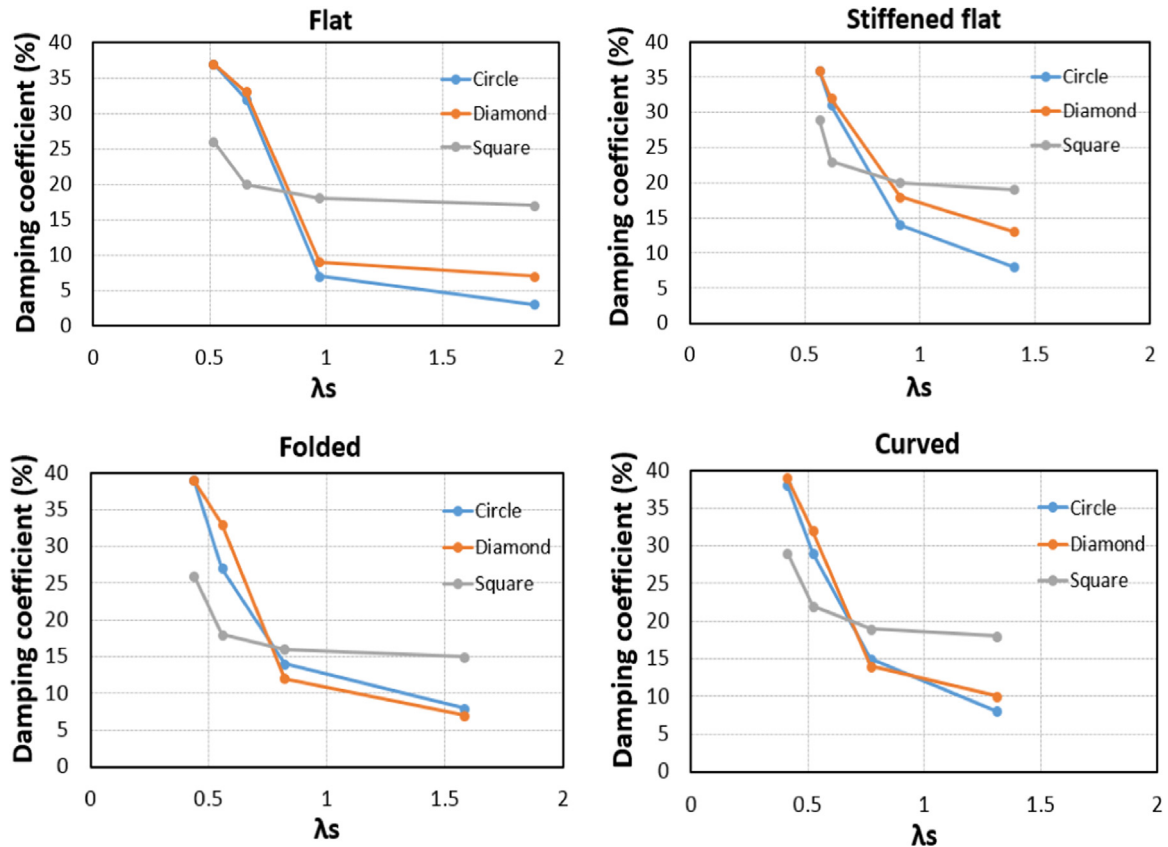 Flat
Damping coefficient (%)
40
35
30
25
20
15
10
5
0
0 0.5 1 1.5 2
λs
Circle
Diamond
Square
Stiffened flat
Damping coefficient (%)
40
35
30
25
20
15
10
5
0
0 0.5 1 1.5 2
λs
Circle
Diamond
Square
Folded
Damping coefficient (%)
40
35
30
25
20
15
10
5
0
0 0.5 1 1.5 2
λs
Circle
Diamond
Square
Curved
Damping coefficient (%)
40
35
30
25
20
15
10
5
0
0 0.5 1 1.5 2
λs
Circle
Diamond
Square